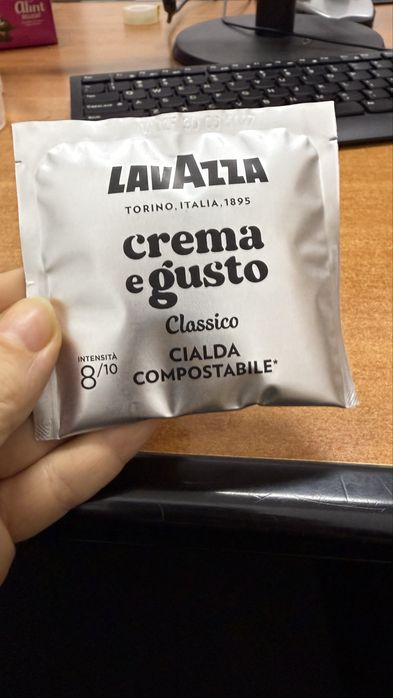 LAVAZZA
TORINO, ITALIA, 1895
crema
e gusto
Classico
INTENSITÀ
8/10
CIALDA
COMPOSTABILE*